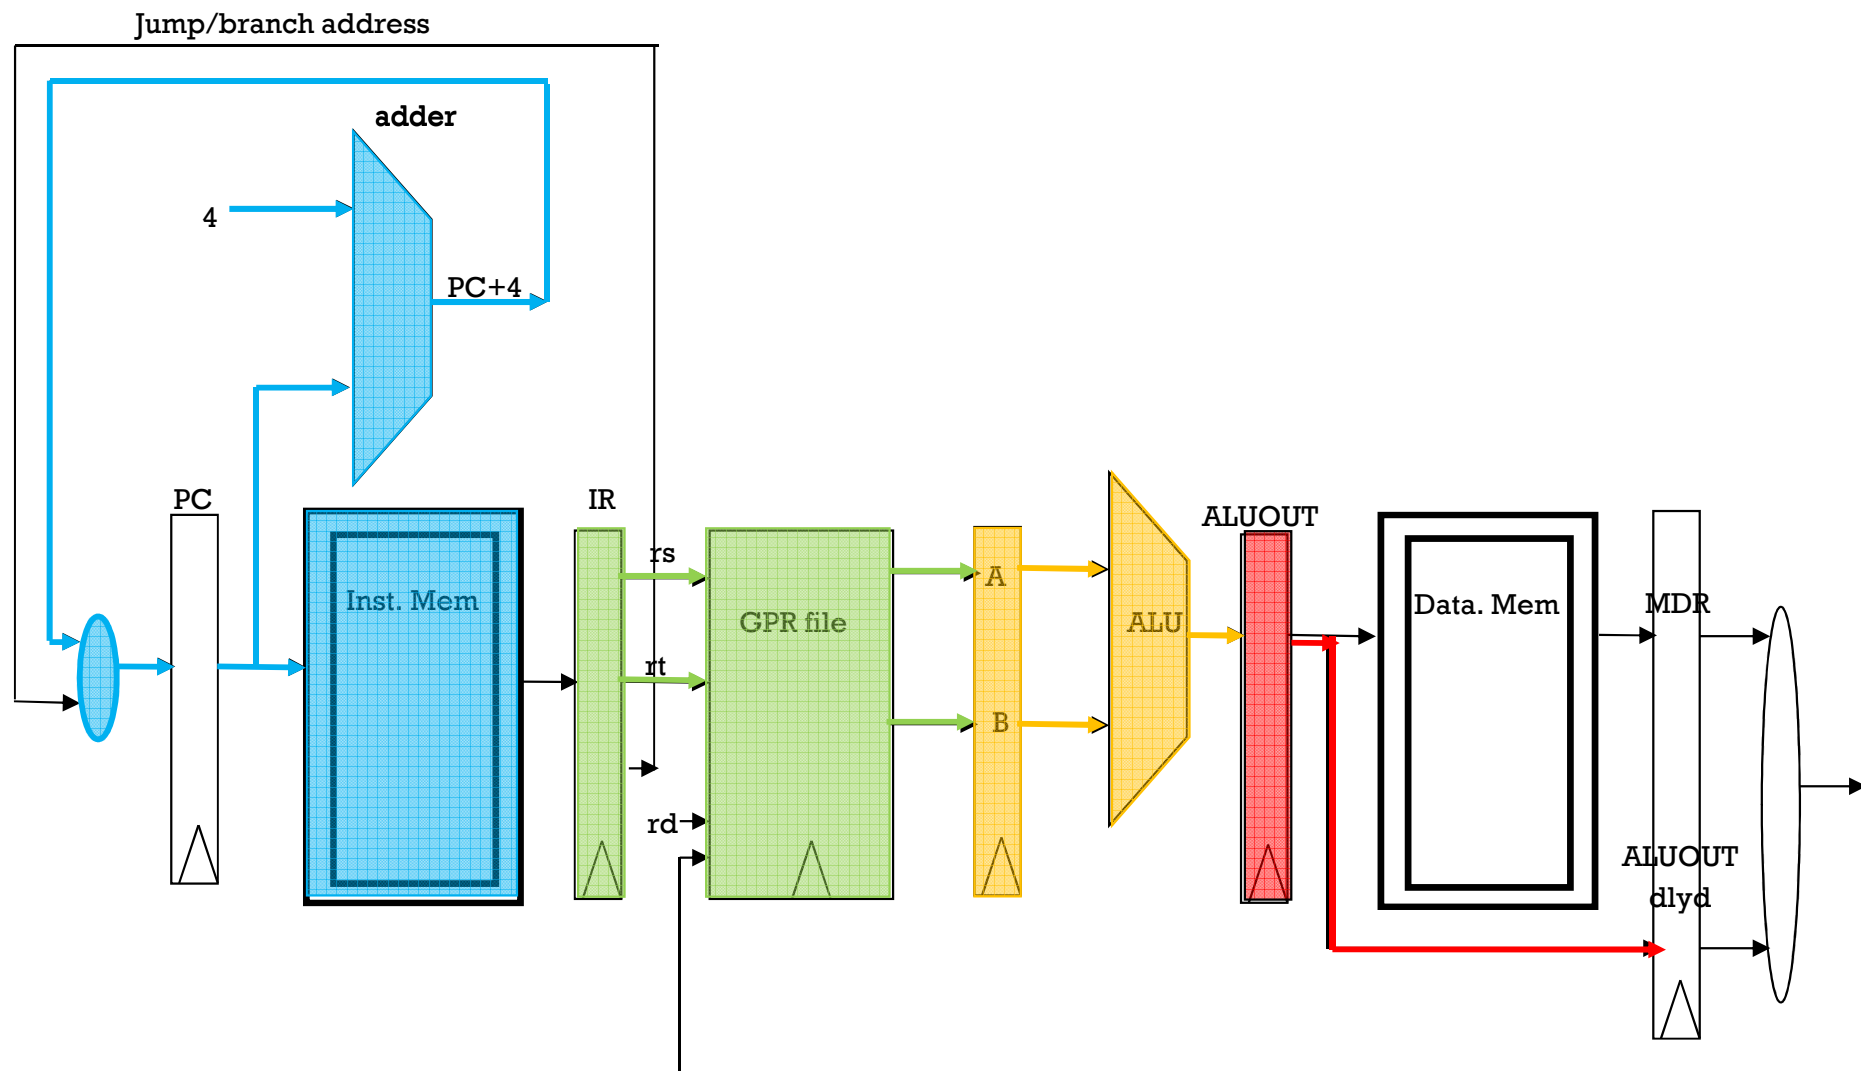 Jump/branch address
adder
4
PC+4
PC
IR
ALUOUT
rs
Inst. Mem
A
GPR file
ALU
Data. Mem
MDR
rt
B
rd
ALUOUT
dlyd